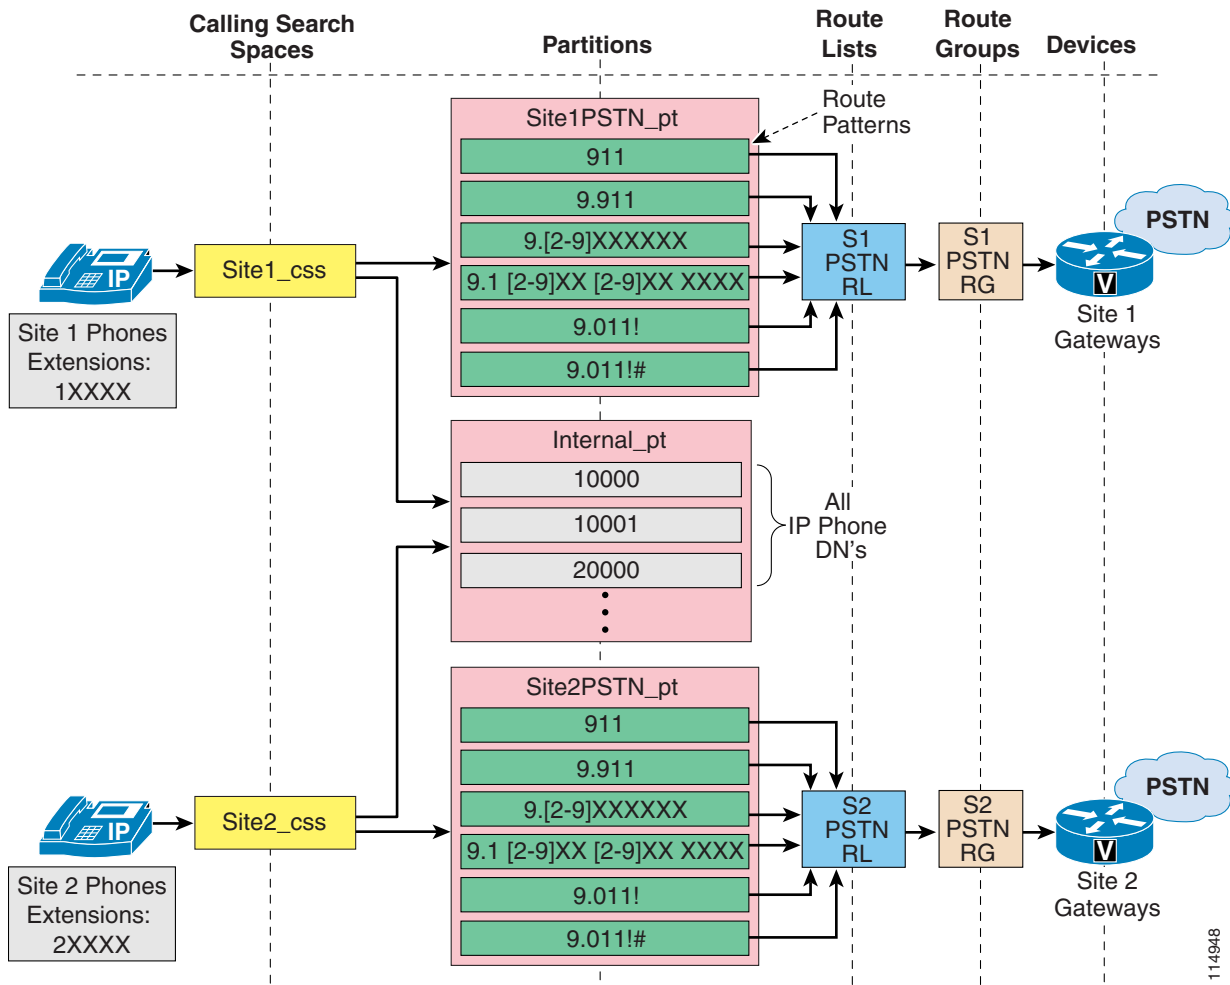 Calling Search
Spaces
Partitions
Route
Lists
Route
Groups
Devices
Site1PSTN_pt
Route
Patterns
911
9.911
9.[2-9]XXXXXX
9.1 [2-9]XX [2-9]XX XXXX
9.011!
9.011!#
IP
Site1_css
S1
PSTN
RL
S1
PSTN
RG
PSTN
V
Site 1 Phones
Extensions:
1XXXX
Site 1
Gateways
Internal_pt
10000
10001
20000
All
IP Phone
DN's
Site2PSTN_pt
911
9.911
9.[2-9]XXXXXX
9.1 [2-9]XX [2-9]XX XXXX
9.011!
9.011!#
IP
Site2_css
S2
PSTN
RL
S2
PSTN
RG
PSTN
V
Site 2 Phones
Extensions:
2XXXX
Site 2
Gateways
114948